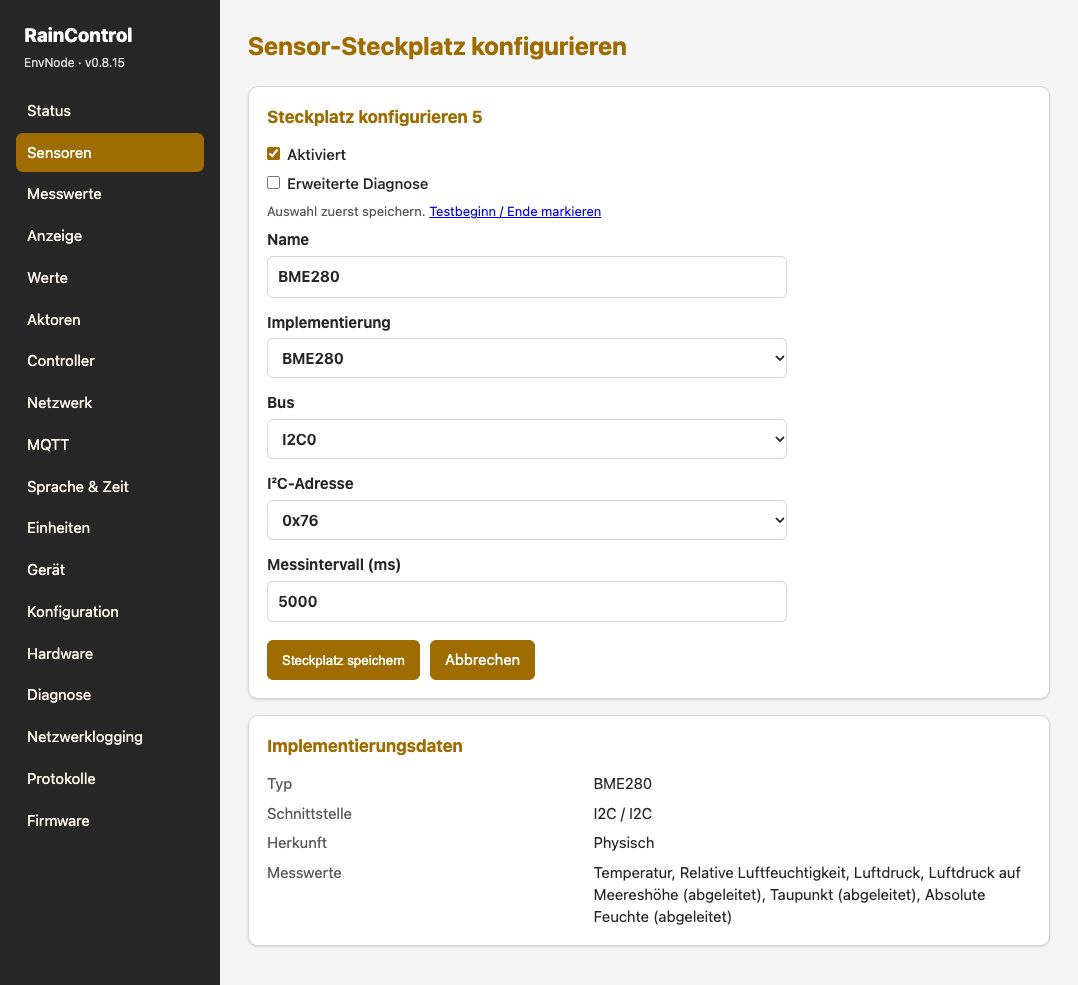 RainControl
EnvNode · v0.8.15
Status
Sensoren
Messwerte
Anzeige
Werte
Aktoren
Controller
Netzwerk
MQTT
Sprache & Zeit
Einheiten
Gerät
Konfiguration
Hardware
Diagnose
Netzwerklogging
Protokolle
Firmware
Sensor-Steckplatz konfigurieren
Steckplatz konfigurieren 5
Aktiviert
Erweiterte Diagnose
Auswahl zuerst speichern. Testbeginn / Ende markieren
Name
BME280
Implementierung
BME280
Bus
I2C0
I²C-Adresse
0x76
Messintervall (ms)
5000
Steckplatz speichern Abbrechen
Implementierungsdaten
Typ BME280
Schnittstelle I2C / I2C
Herkunft Physisch
Messwerte Temperatur, Relative Luftfeuchtigkeit, Luftdruck, Luftdruck auf
Meereshöhe (abgeleitet), Taupunkt (abgeleitet), Absolute
Feuchte (abgeleitet)